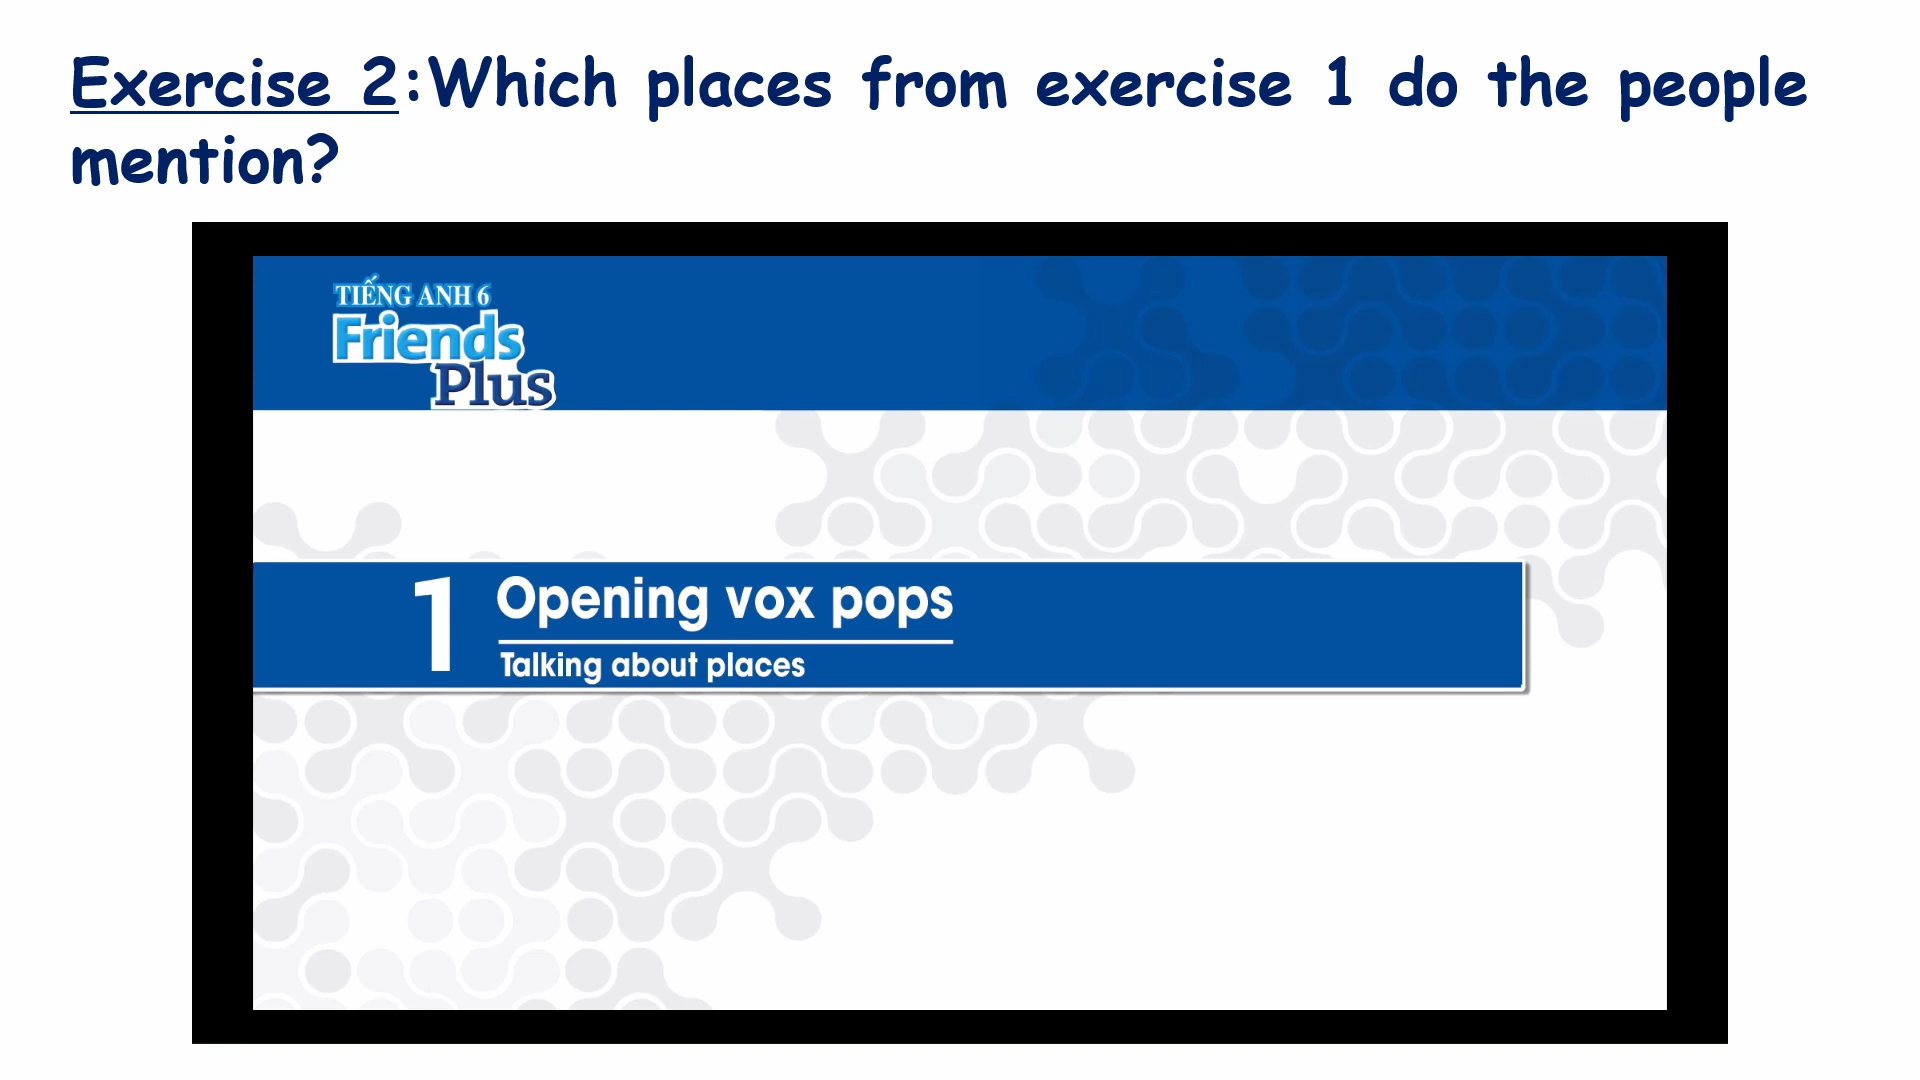 Exercise 2:Which places from exercise 1 do the people
mention?
TIẾNG ANH 6
Friends
Plus
1 Opening vox pops
Talking about places